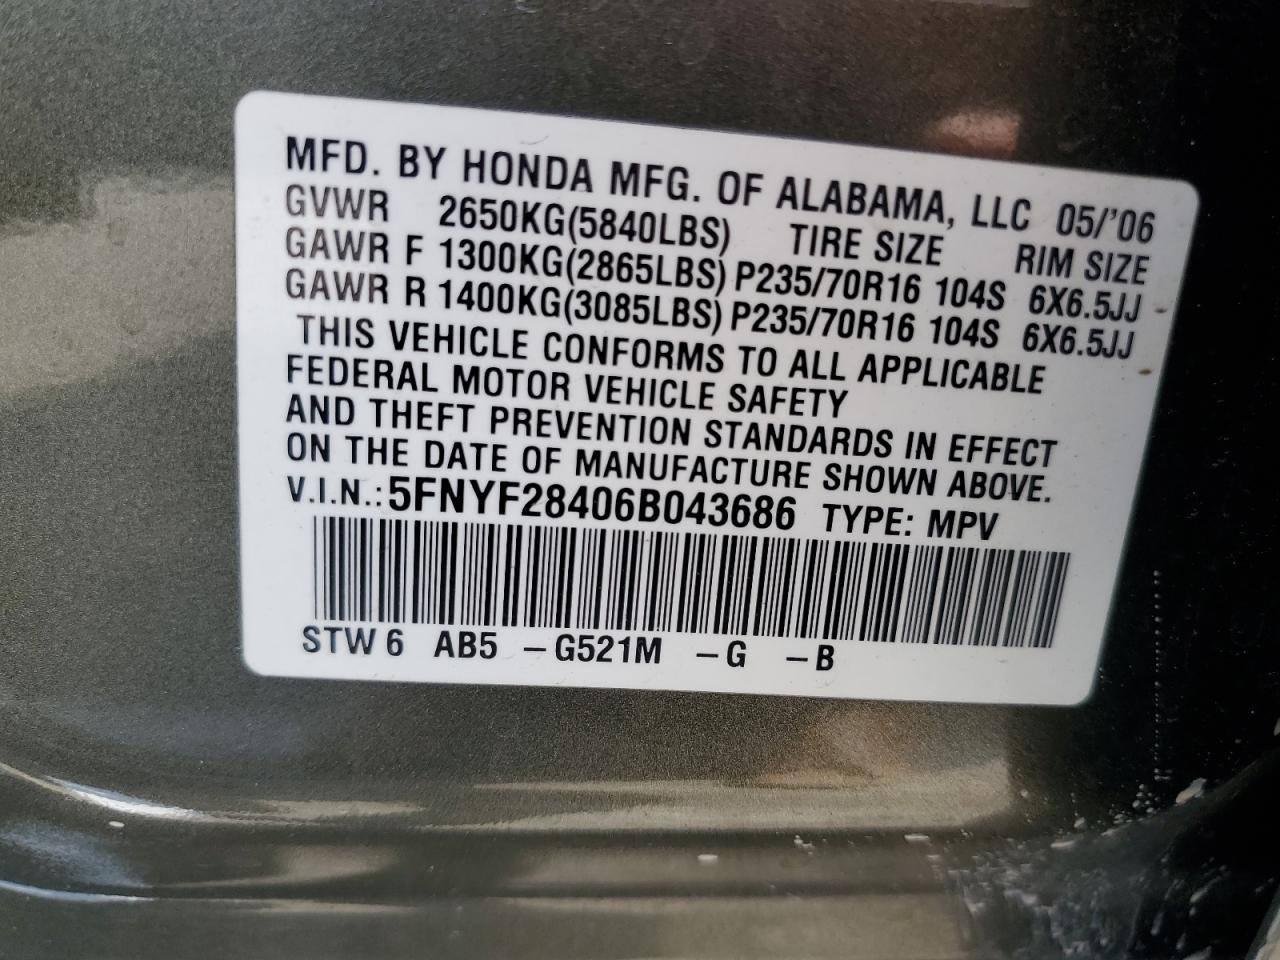 MFD. BY HONDA MFG. OF ALABAMA, LLC 05/'06
GVWR 2650KG(5840LBS) TIRE SIZE RIM SIZE
GAWR F 1300KG(2865LBS) P235/70R16 104S 6X6.5JJ
GAWR R 1400KG(3085LBS) P235/70R16 104S 6X6.5JJ
THIS VEHICLE CONFORMS TO ALL APPLICABLE
FEDERAL MOTOR VEHICLE SAFETY
AND THEFT PREVENTION STANDARDS IN EFFECT
ON THE DATE OF MANUFACTURE SHOWN ABOVE.
V.I.N.: 5FNYF28406B043686 TYPE: MPV
STW 6 AB5 –G521M –G –B